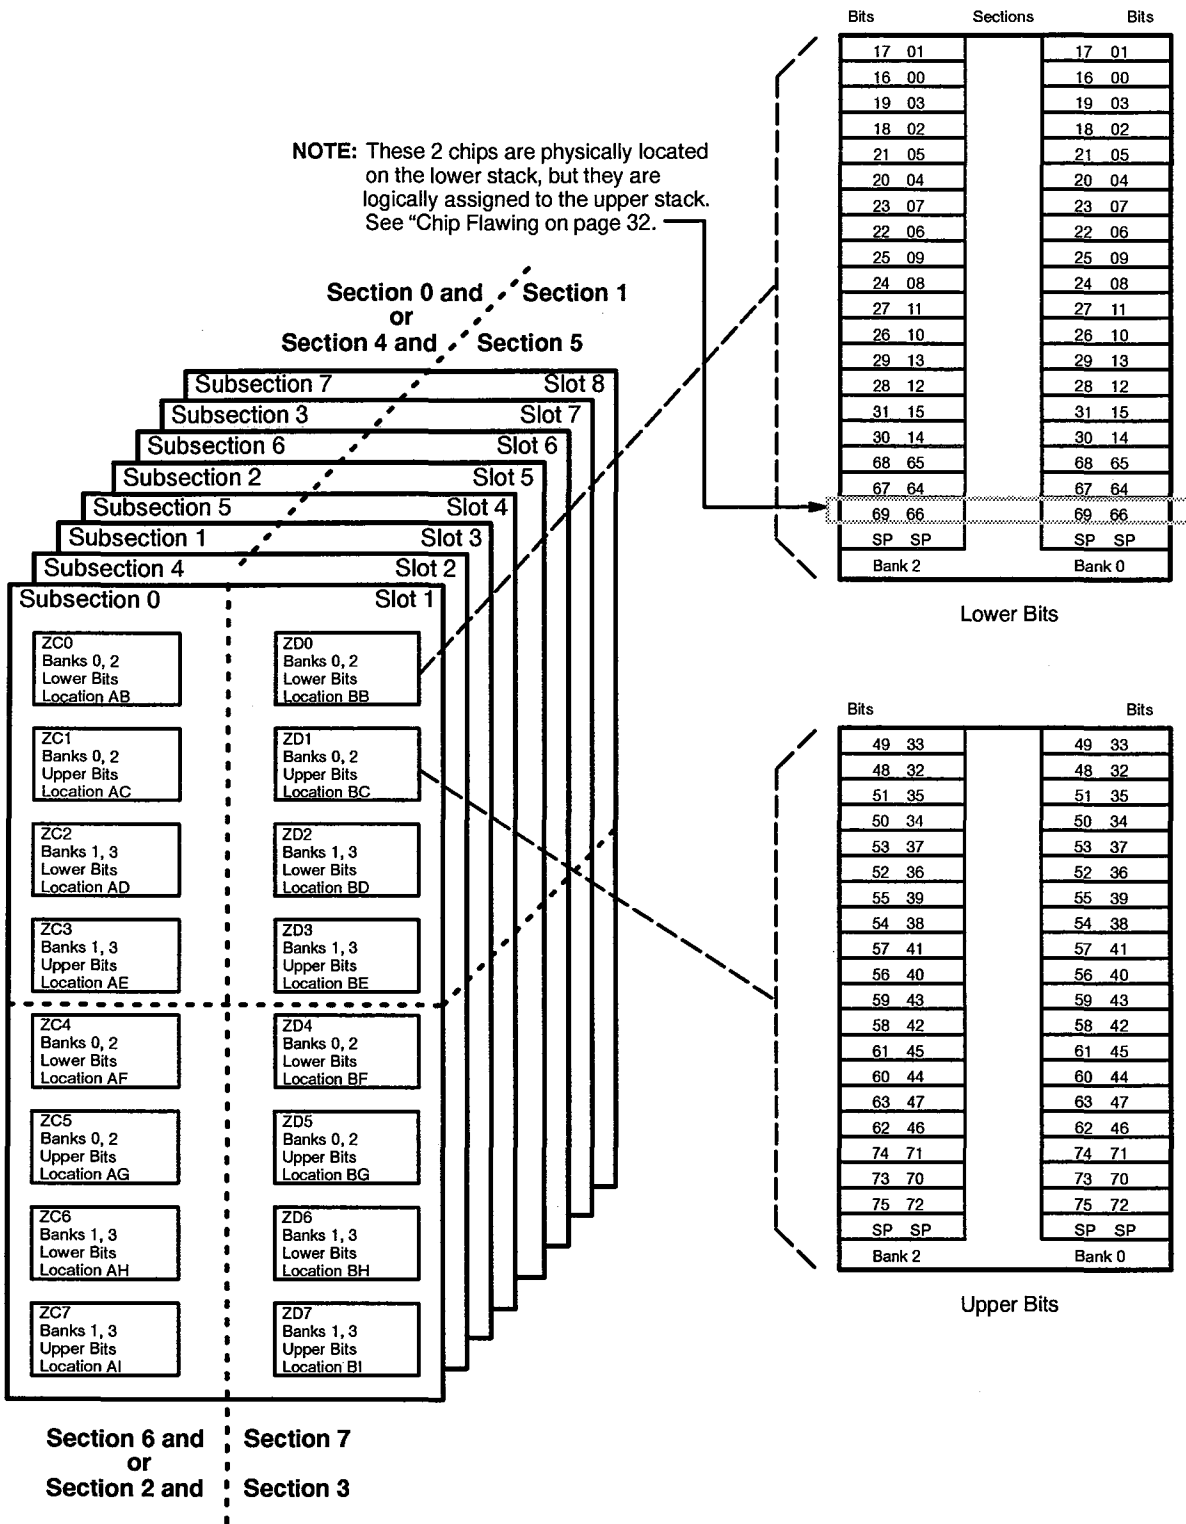 Bits Sections Bits
17 01 17 01
16 00 16 00
19 03 19 03
18 02 18 02
21 05 21 05
20 04 20 04
23 07 23 07
22 06 22 06
25 09 25 09
24 08 24 08
27 11 27 11
26 10 26 10
29 13 29 13
28 12 28 12
31 15 31 15
30 14 30 14
68 65 68 65
67 64 67 64
69 66 69 66
SP SP SP SP
Bank 2 Bank 0
Lower Bits
NOTE: These 2 chips are physically located
on the lower stack, but they are
logically assigned to the upper stack.
See “Chip Flawing on page 32.
Section 0 and Section 1
or
Section 4 and Section 5
Subsection 7 Slot 8
Subsection 3 Slot 7
Subsection 6 Slot 6
Subsection 2 Slot 5
Subsection 5 Slot 4
Subsection 1 Slot 3
Subsection 4 Slot 2
Subsection 0 Slot 1
ZC0
Banks 0, 2
Lower Bits
Location AB
ZD0
Banks 0, 2
Lower Bits
Location BB
ZC1
Banks 0, 2
Upper Bits
Location AC
ZD1
Banks 0, 2
Upper Bits
Location BC
ZC2
Banks 1, 3
Lower Bits
Location AD
ZD2
Banks 1, 3
Lower Bits
Location BD
ZC3
Banks 1, 3
Upper Bits
Location AE
ZD3
Banks 1, 3
Upper Bits
Location BE
ZC4
Banks 0, 2
Lower Bits
Location AF
ZD4
Banks 0, 2
Lower Bits
Location BF
ZC5
Banks 0, 2
Upper Bits
Location AG
ZD5
Banks 0, 2
Upper Bits
Location BG
ZC6
Banks 1, 3
Lower Bits
Location AH
ZD6
Banks 1, 3
Lower Bits
Location BH
ZC7
Banks 1, 3
Upper Bits
Location AI
ZD7
Banks 1, 3
Upper Bits
Location BI
Section 6 and Section 7
or
Section 2 and Section 3
Bits Bits
49 33 49 33
48 32 48 32
51 35 51 35
50 34 50 34
53 37 53 37
52 36 52 36
55 39 55 39
54 38 54 38
57 41 57 41
56 40 56 40
59 43 59 43
58 42 58 42
61 45 61 45
60 44 60 44
63 47 63 47
62 46 62 46
74 71 74 71
73 70 73 70
75 72 75 72
SP SP SP SP
Bank 2 Bank 0
Upper Bits